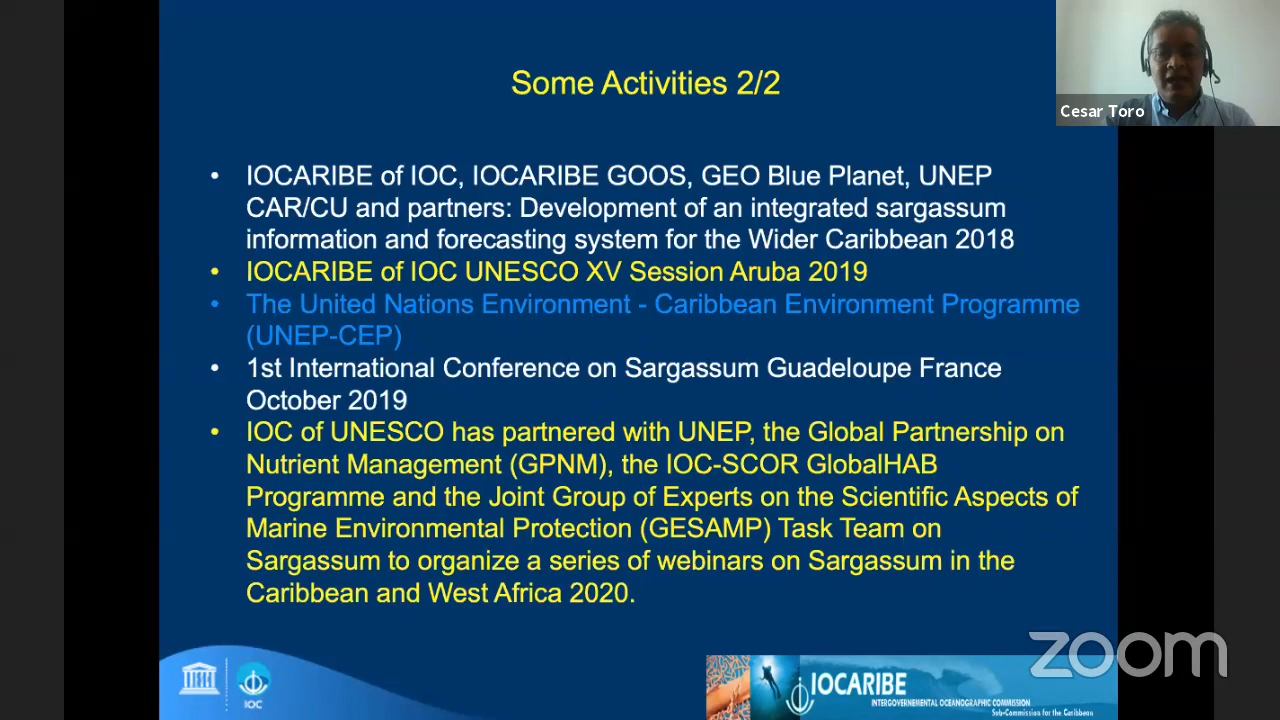 Some Activities 2/2
Cesar Toro
• IOCARIBE of IOC, IOCARIBE GOOS, GEO Blue Planet, UNEP
CAR/CU and partners: Development of an integrated sargassum
information and forecasting system for the Wider Caribbean 2018
• IOCARIBE of IOC UNESCO XV Session Aruba 2019
• The United Nations Environment - Caribbean Environment Programme
(UNEP-CEP)
• 1st International Conference on Sargassum Guadeloupe France
October 2019
• IOC of UNESCO has partnered with UNEP, the Global Partnership on
Nutrient Management (GPNM), the IOC-SCOR GlobalHAB
Programme and the Joint Group of Experts on the Scientific Aspects of
Marine Environmental Protection (GESAMP) Task Team on
Sargassum to organize a series of webinars on Sargassum in the
Caribbean and West Africa 2020.
zoom
IOC
IOCARIBE
INTERGOVERNEMENTAL OCEANOGRAPHIC COMMISSION
Sub-Commission for the Caribbean